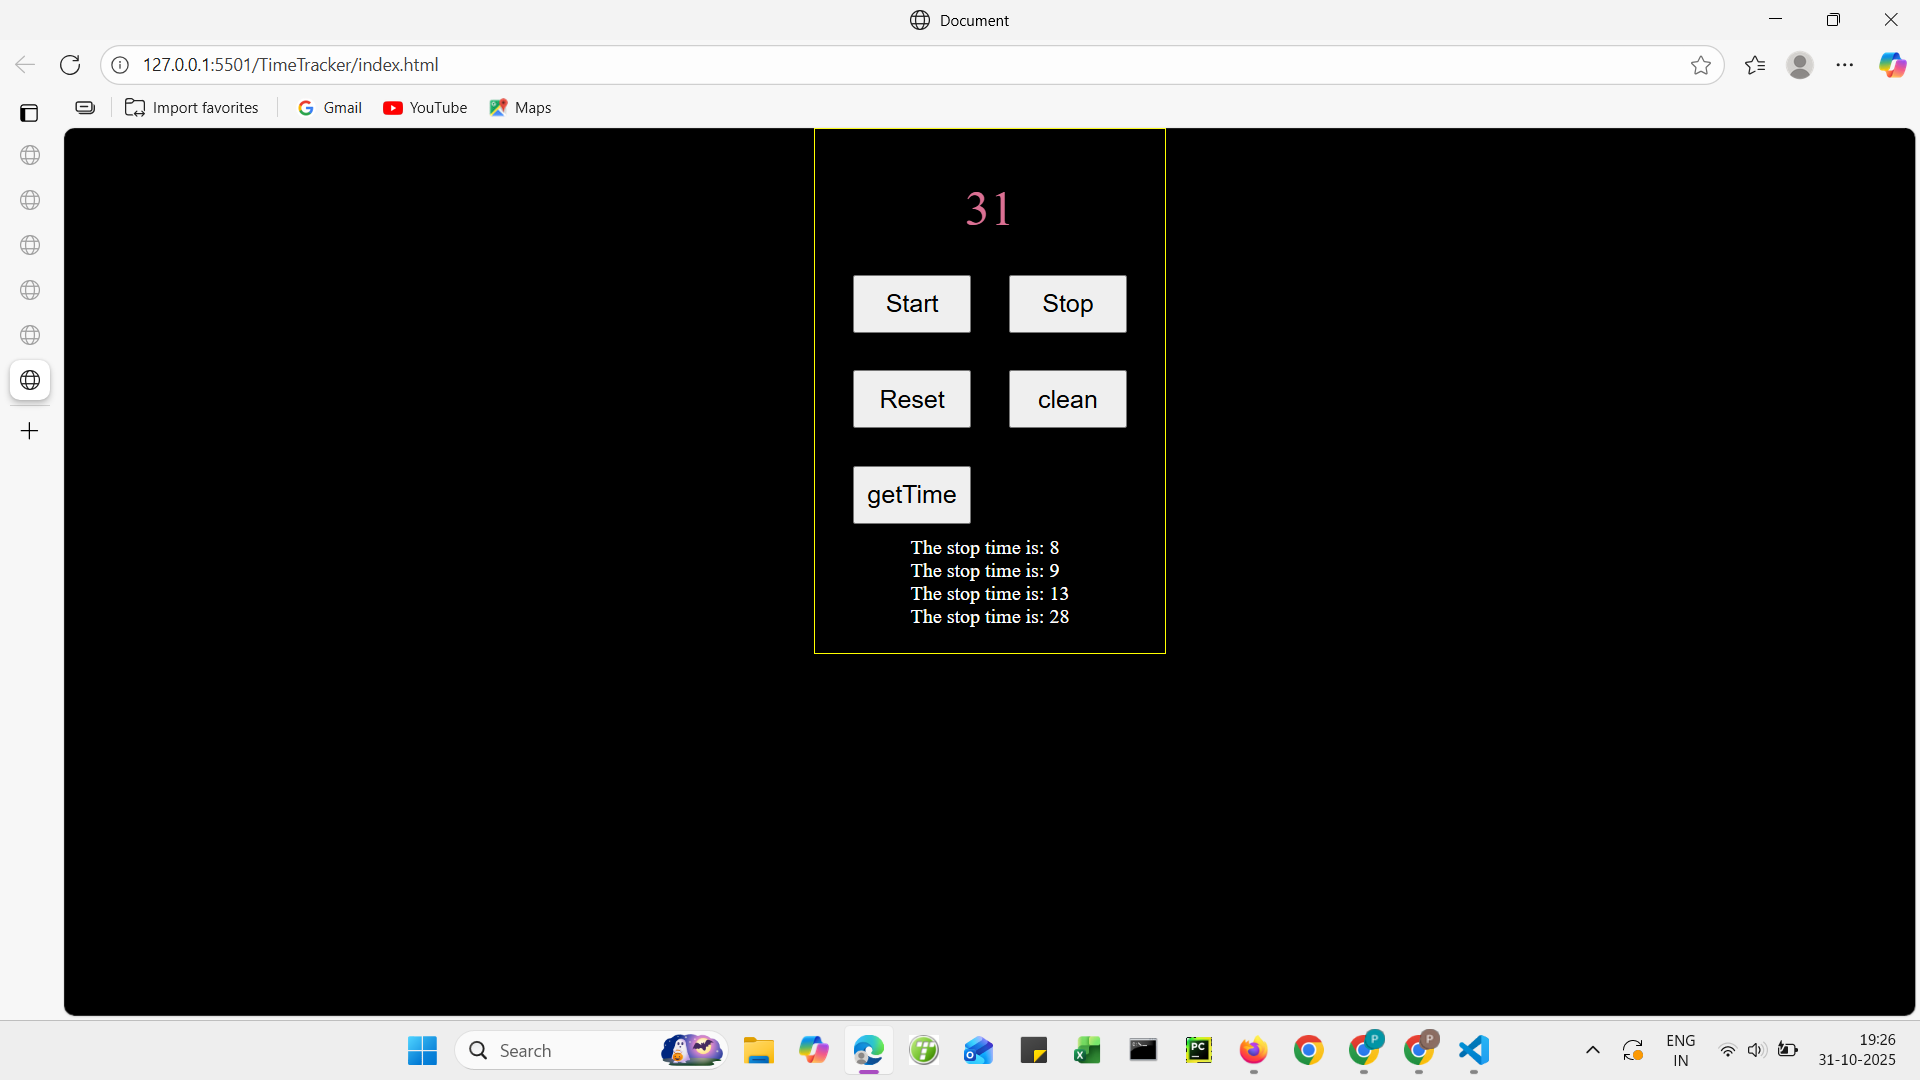 Document
127.0.0.1:5501/TimeTracker/index.html
Import favorites
Gmail
YouTube
Maps
31
Start
Stop
Reset
clean
getTime
The stop time is: 8
The stop time is: 9
The stop time is: 13
The stop time is: 28
Search
PC
P
P
ENG
IN
19:26
31-10-2025